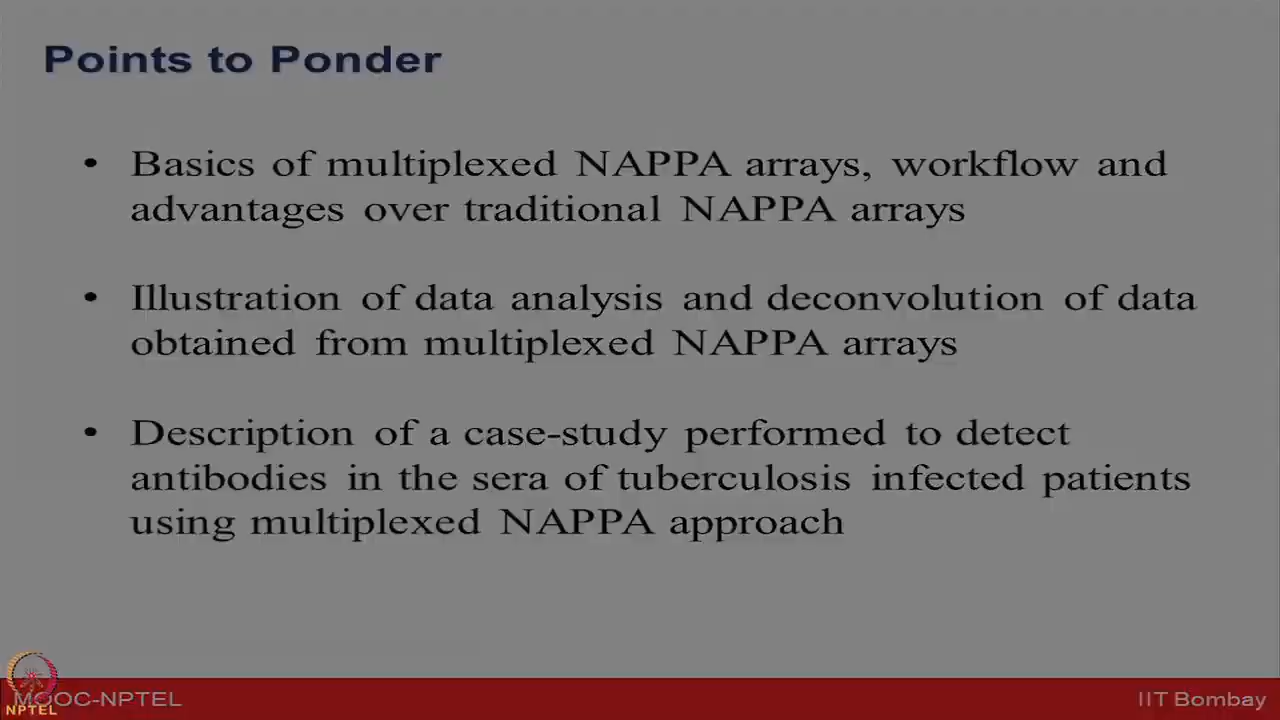 Points to Ponder
• Basics of multiplexed NAPPA arrays, workflow and
advantages over traditional NAPPA arrays
• Illustration of data analysis and deconvolution of data
obtained from multiplexed NAPPA arrays
• Description of a case-study performed to detect
antibodies in the sera of tuberculosis infected patients
using multiplexed NAPPA approach
MOOC-NPTEL
NPTEL
IIT Bombay